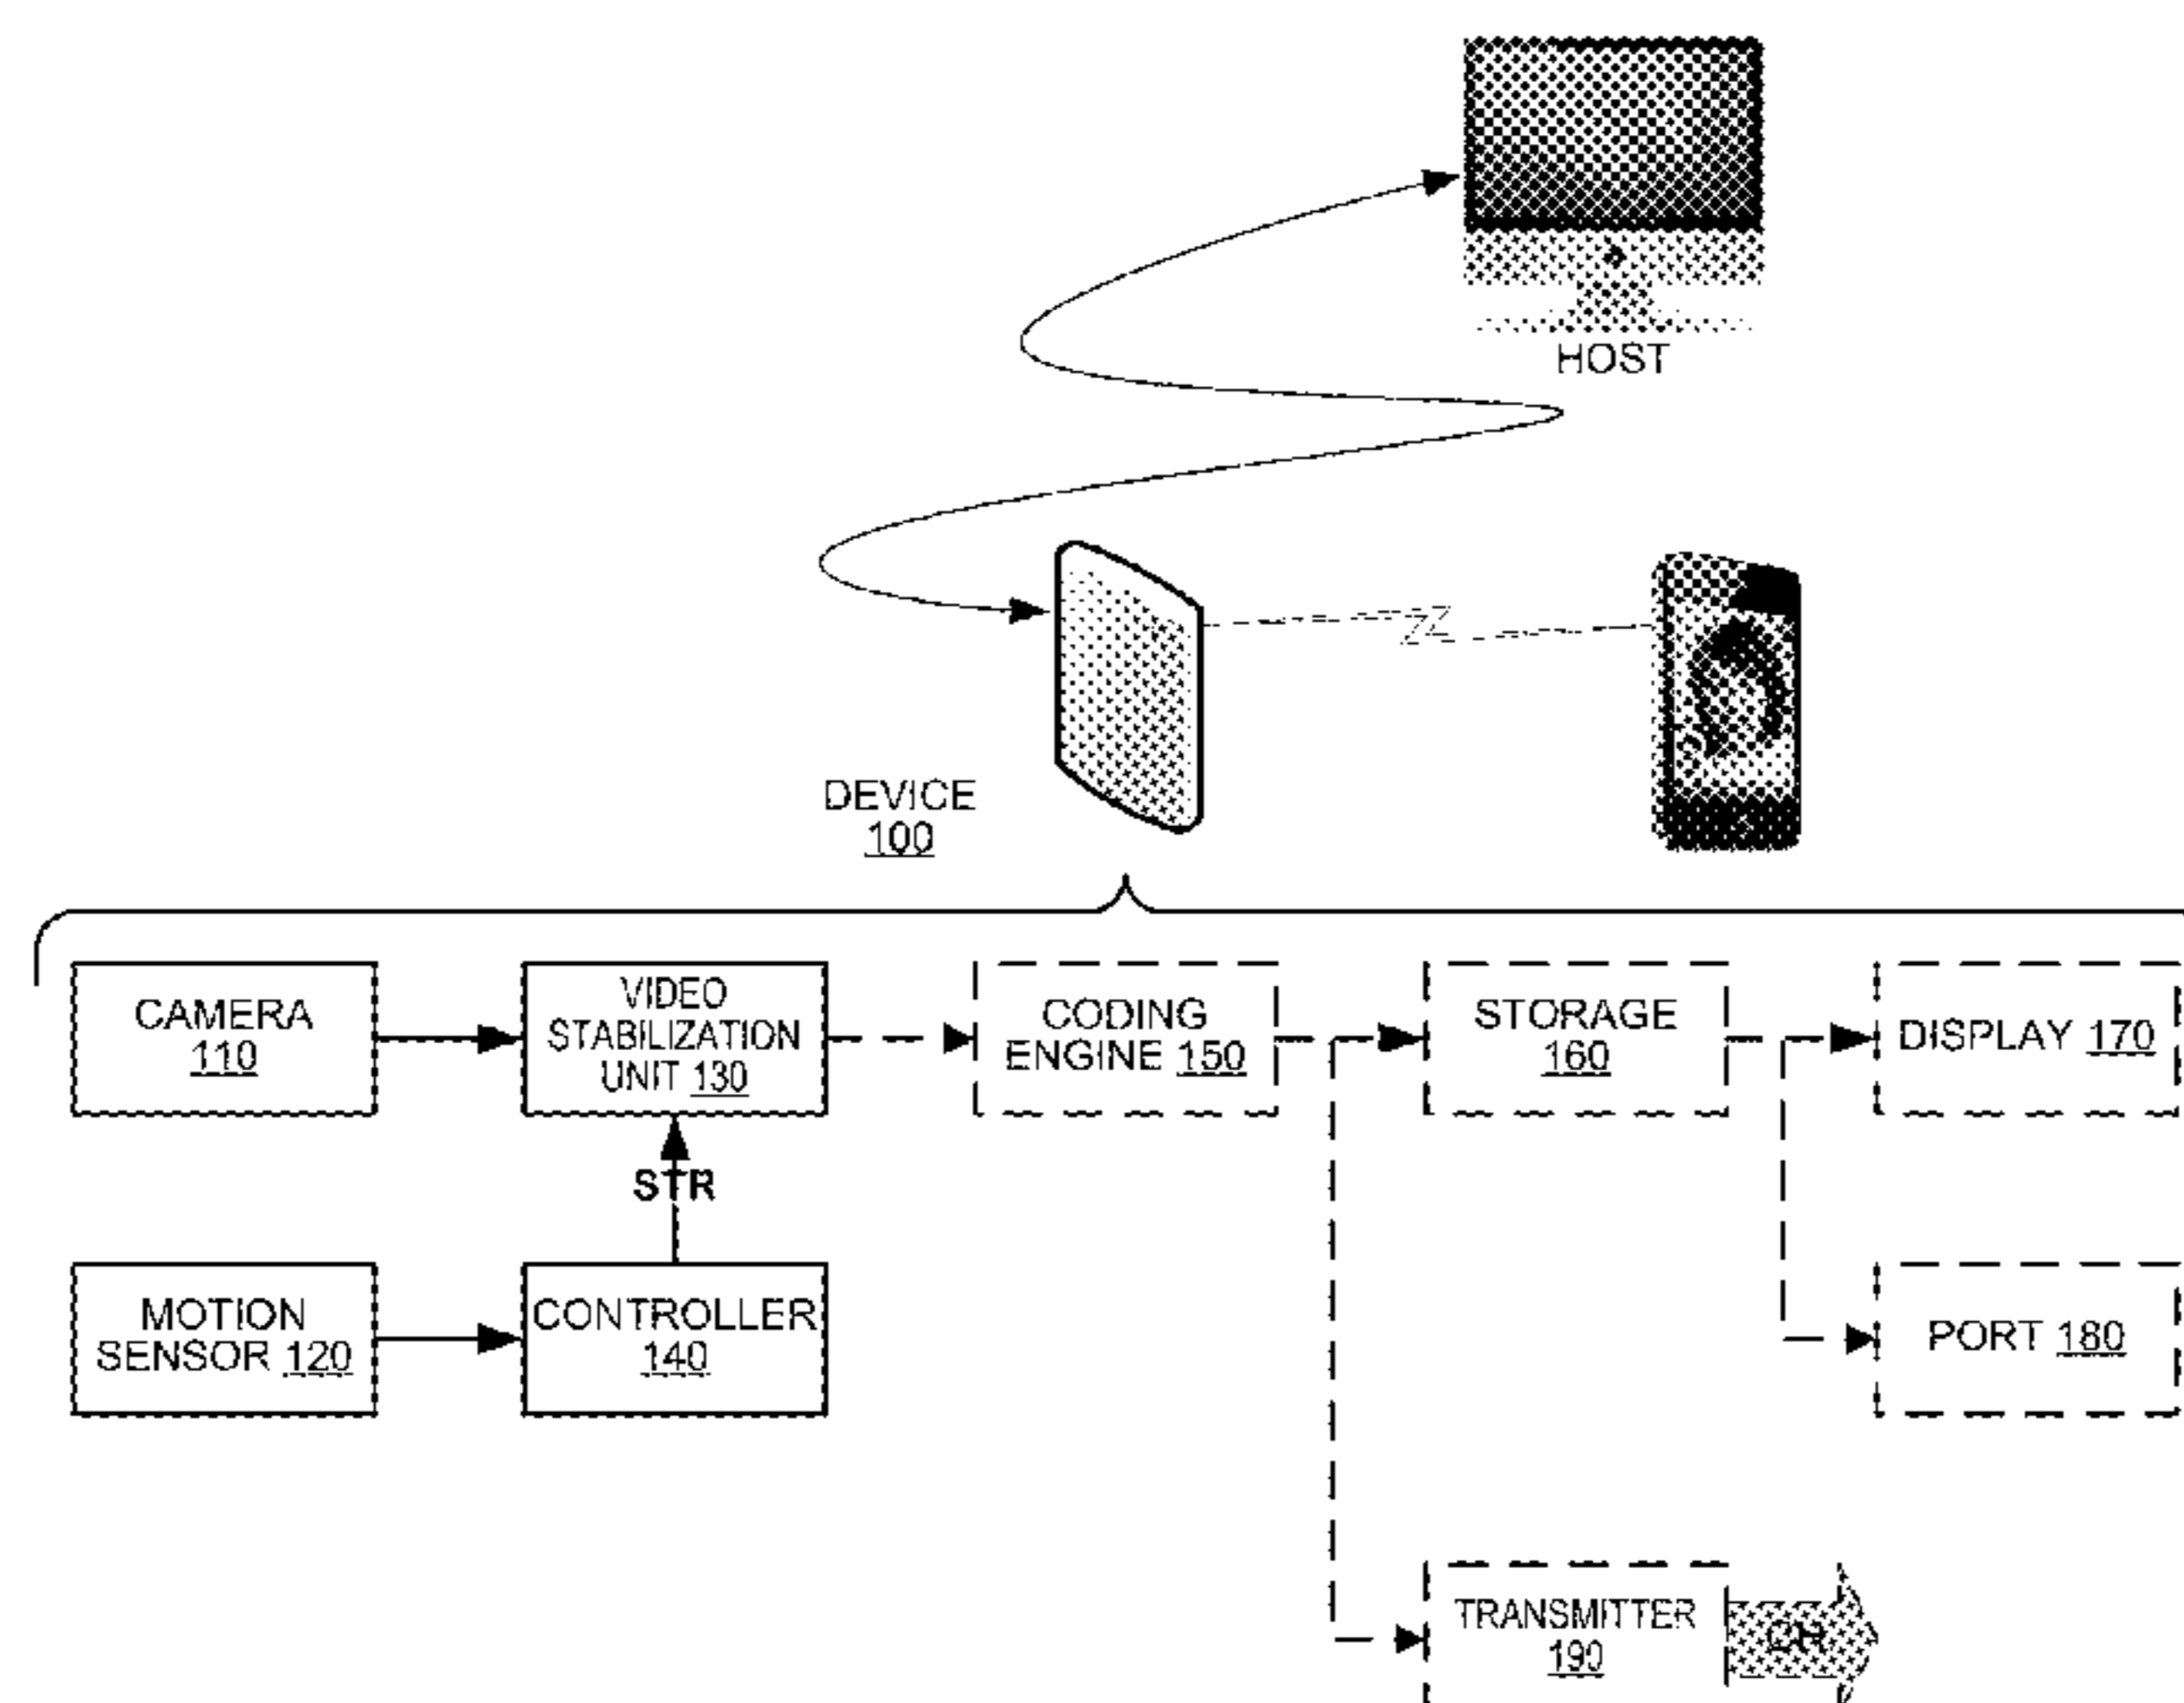 HOST
DEVICE
100
CAMERA
110
VIDEO
STABILIZATION
UNIT 130
CODING
ENGINE 150
STORAGE
160
DISPLAY 170
STR
MOTION
SENSOR 120
CONTROLLER
140
PORT 180
TRANSMITTER
190
CH